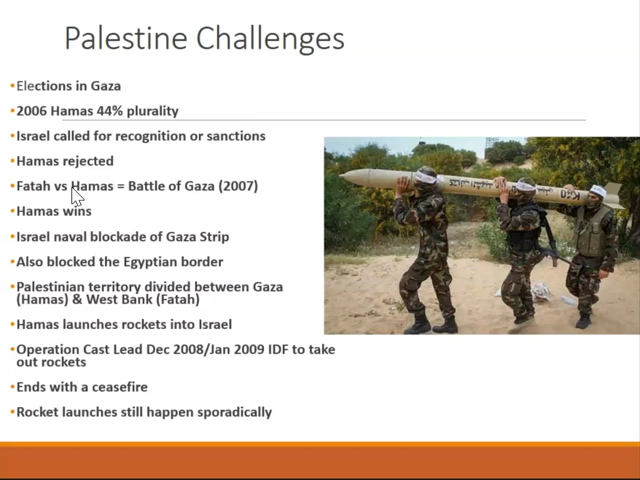 Palestine Challenges
•Elections in Gaza
•2006 Hamas 44% plurality
•Israel called for recognition or sanctions
•Hamas rejected
•Fatah vs Hamas = Battle of Gaza (2007)
•Hamas wins
•Israel naval blockade of Gaza Strip
•Also blocked the Egyptian border
•Palestinian territory divided between Gaza
(Hamas) & West Bank (Fatah)
•Hamas launches rockets into Israel
•Operation Cast Lead Dec 2008/Jan 2009 IDF to take
out rockets
•Ends with a ceasefire
•Rocket launches still happen sporadically